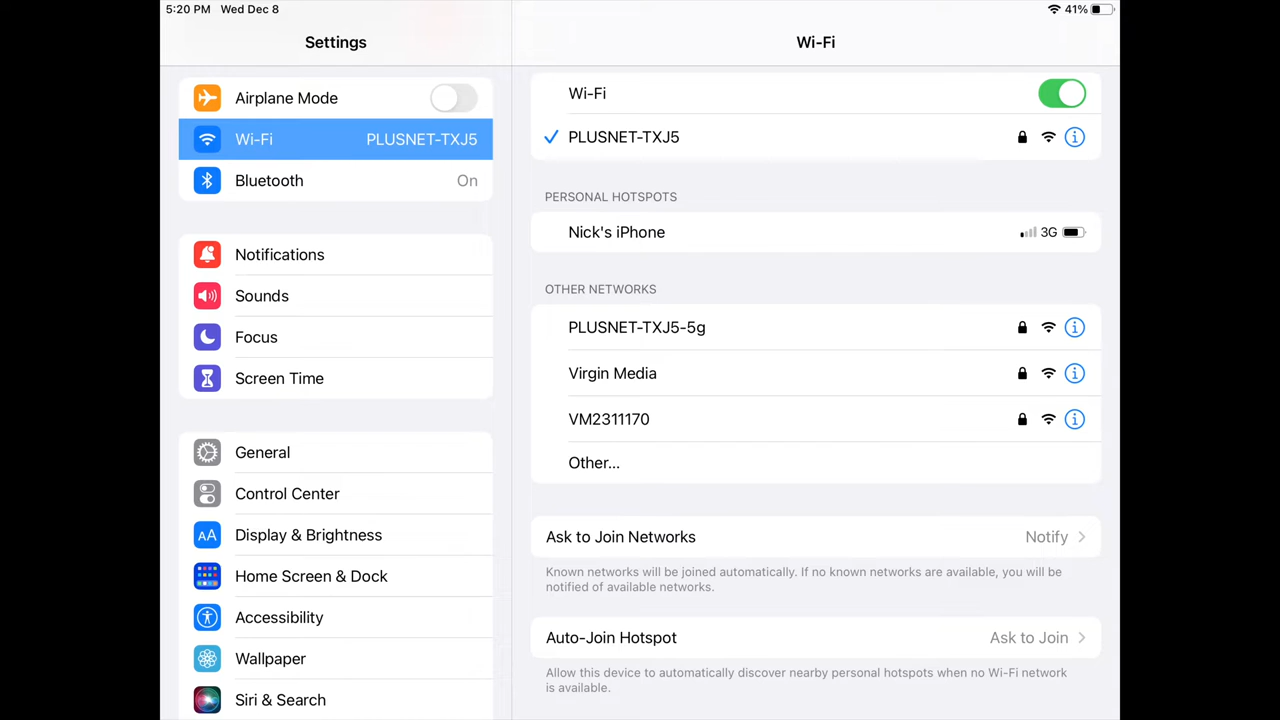 5:20 PM Wed Dec 8
41%
Settings
Wi-Fi
Airplane Mode
Wi-Fi PLUSNET-TXJ5
Bluetooth On
Notifications
Sounds
Focus
Screen Time
General
Control Center
AA Display & Brightness
Home Screen & Dock
Accessibility
Wallpaper
Siri & Search
Wi-Fi
PLUSNET-TXJ5
PERSONAL HOTSPOTS
Nick's iPhone 3G
OTHER NETWORKS
PLUSNET-TXJ5-5g
Virgin Media
VM2311170
Other...
Ask to Join Networks Notify
Known networks will be joined automatically. If no known networks are available, you will be
notified of available networks.
Auto-Join Hotspot Ask to Join
Allow this device to automatically discover nearby personal hotspots when no Wi-Fi network
is available.